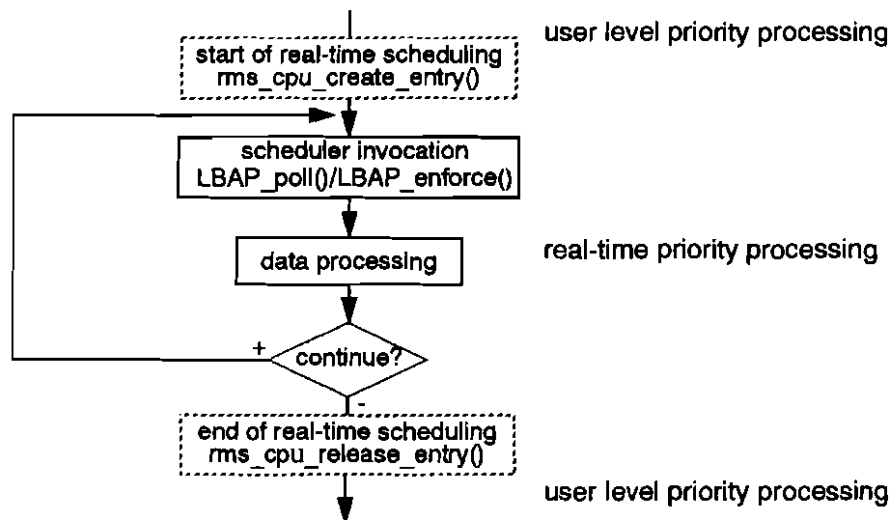 user level priority processing
start of real-time scheduling
rms_cpu_create_entry()
scheduler invocation
LBAP_poll()/LBAP_enforce()
data processing
real-time priority processing
+
continue?
-
end of real-time scheduling
rms_cpu_release_entry()
user level priority processing